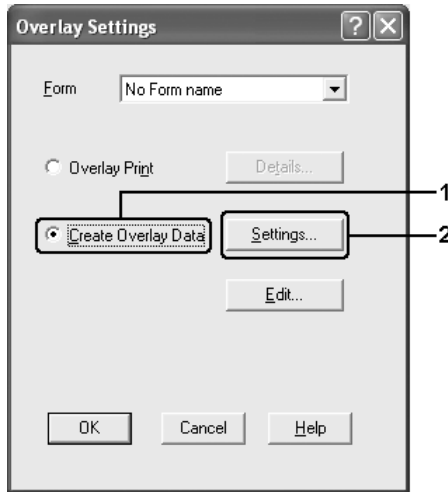 Overlay Settings
Form No Form name
Overlay Print Details...
1
Create Overlay Data Settings...
2
Edit...
OK Cancel Help